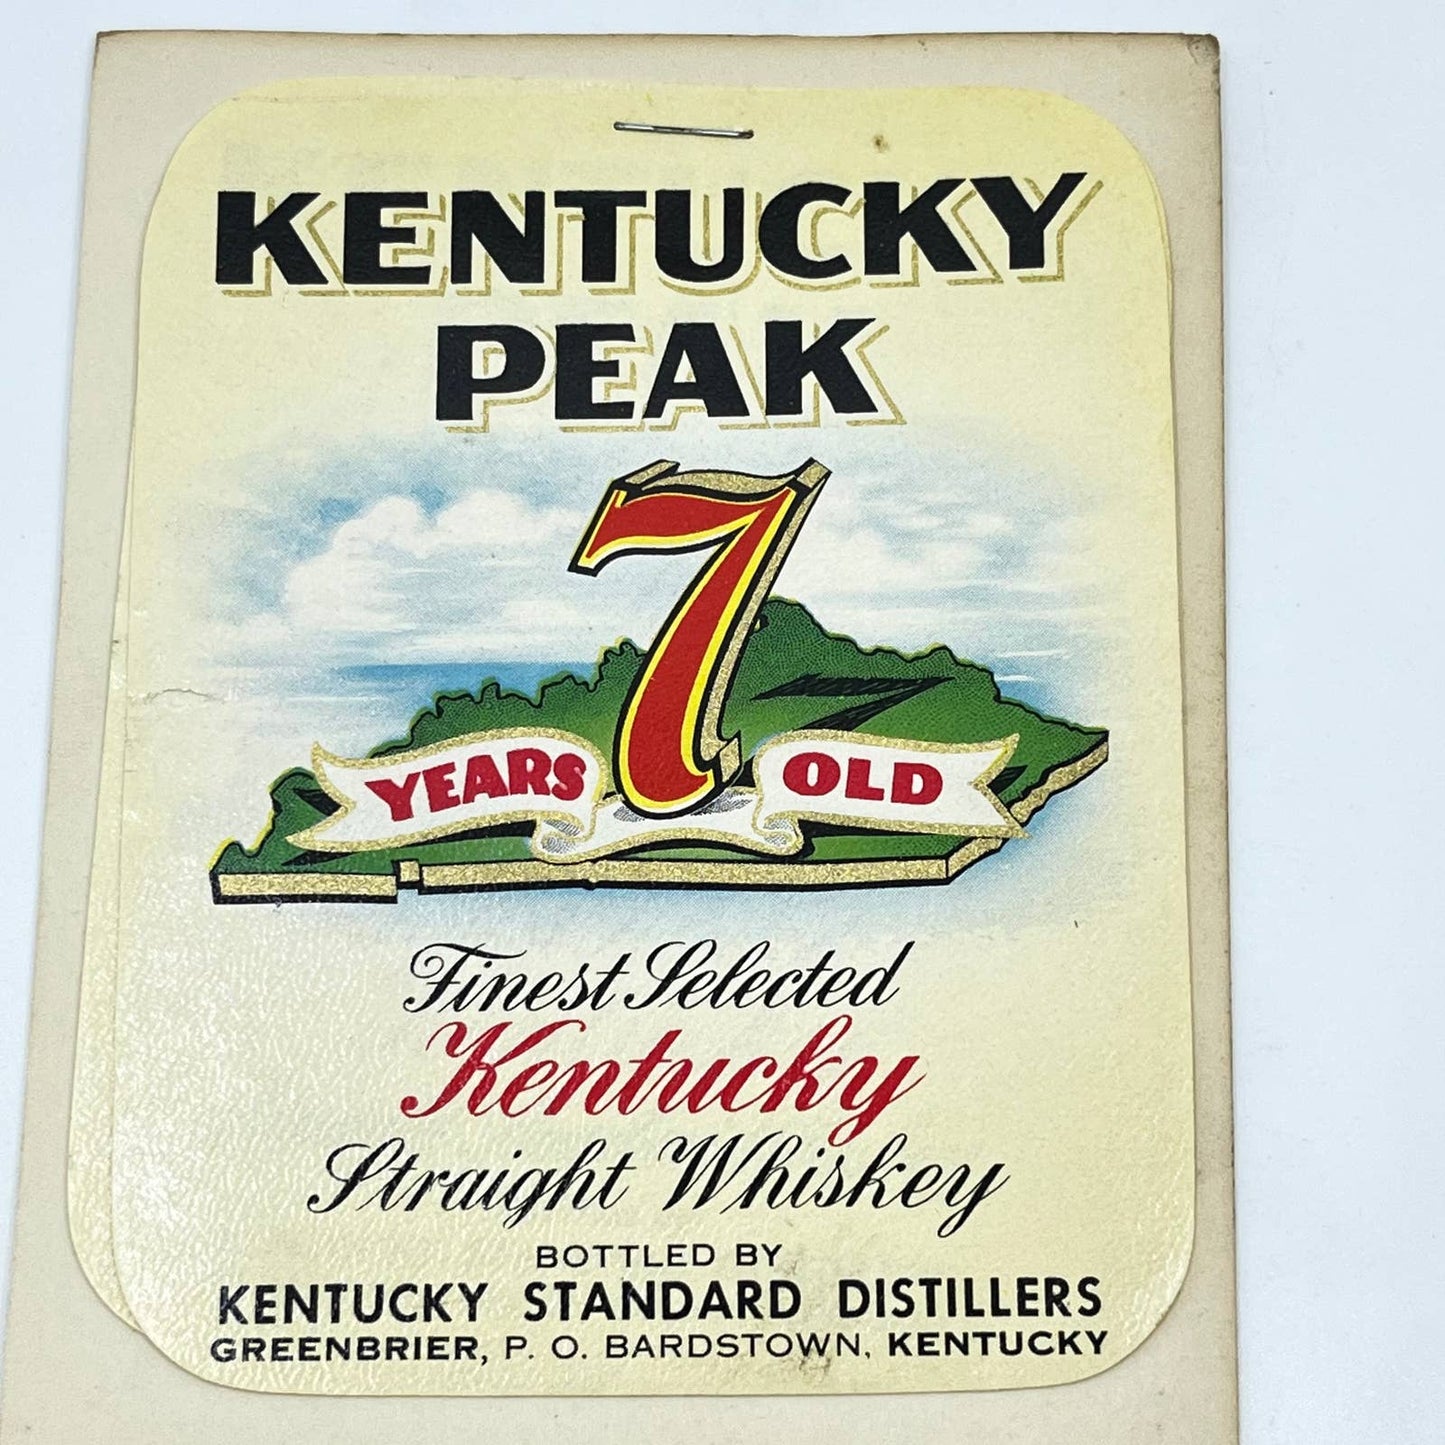 KENTUCKY
PEAK
7
YEARS OLD
Finest Selected
Kentucky
Straight Whiskey
BOTTLED BY
KENTUCKY STANDARD DISTILLERS
GREENBRIER, P. O. BARDSTOWN, KENTUCKY